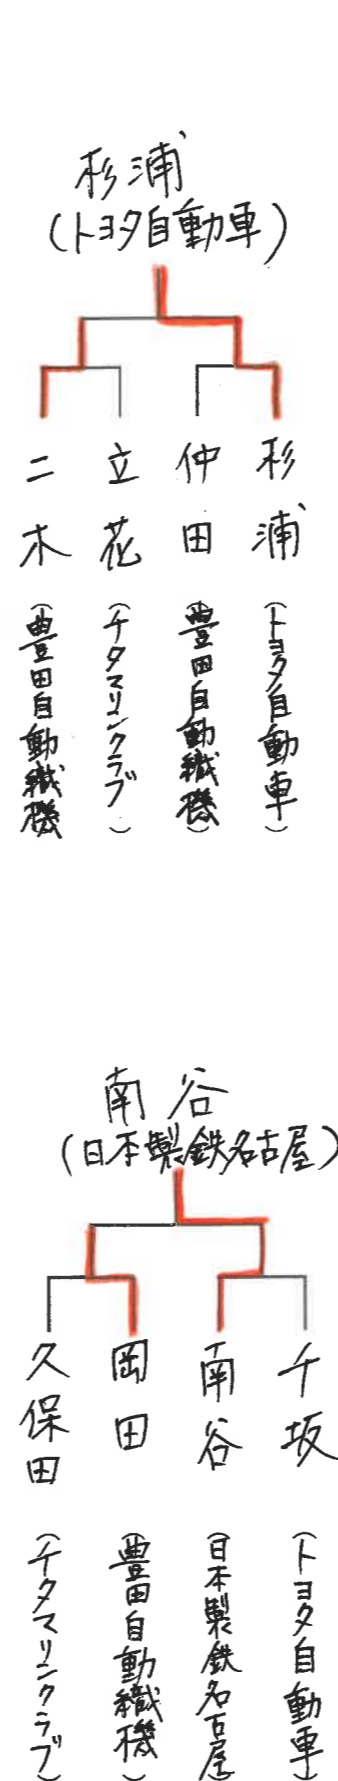 杉浦
(トヨタ自動車)
二木
(豊田自動織機)
立花
(チタマリンクラブ)
仲田
(豊田自動織機)
杉浦
(トヨタ自動車)
南谷
(日本製鉄名古屋)
久保田
(チタマリンクラブ)
岡田
(豊田自動織機)
南谷
(日本製鉄名古屋)
千坂
(トヨタ自動車)